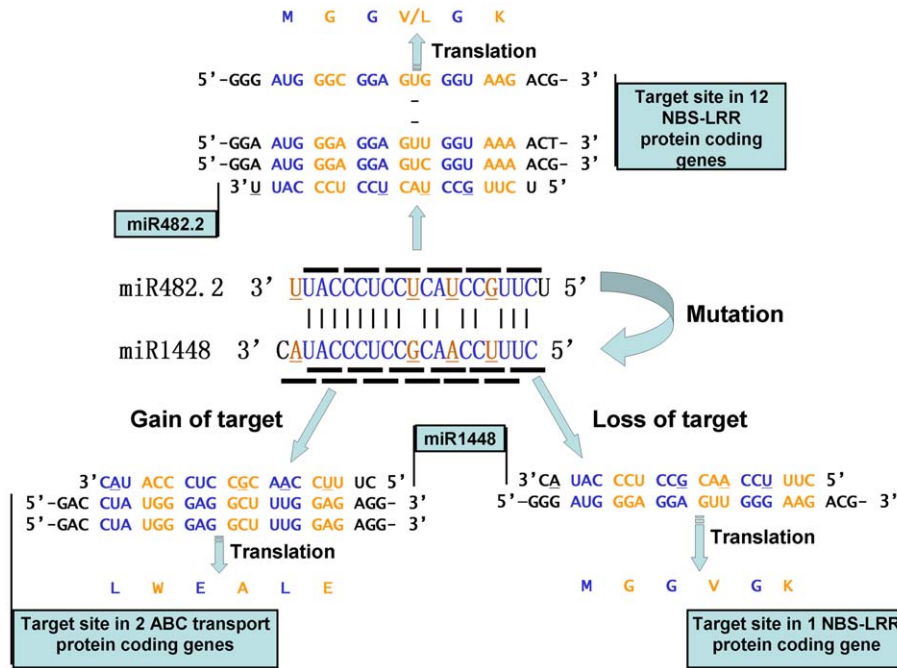 M G G V/L G K
Translation
5'-GGG AUG GGC GGA GUG GGU AAG ACG- 3'
-
-
5'-GGA AUG GGA GGA GUU GGU AAA ACT- 3'
5'-GGA AUG GGA GGA GUC GGU AAA ACG- 3'
3'U UAC CCU CCU CAU CCG UUC U 5'
Target site in 12
NBS-LRR
protein coding
genes
miR482.2
miR482.2 3' UUACCCUCCUCAUCCGUUCU 5'
miR1448 3' CAUACCCUCCGCAACCUUUC 5'
Mutation
Gain of target
Loss of target
miR1448
3'CAU ACC CUC CGC AAC CUU UC 5'
5'-GAC CUA UGG GAG GCU UUG GAG AGG- 3'
5'-GAC CUA UGG GAG GCU UUG GAG AGG- 3'
Translation
L W E A L E
Target site in 2 ABC transport
protein coding genes
3'CA UAC CCU CCG CAA CCU UUC 5'
5'-GGG AUG GGA GGA GUU GGG AAG ACG- 3'
Translation
M G G V G K
Target site in 1 NBS-LRR
protein coding gene